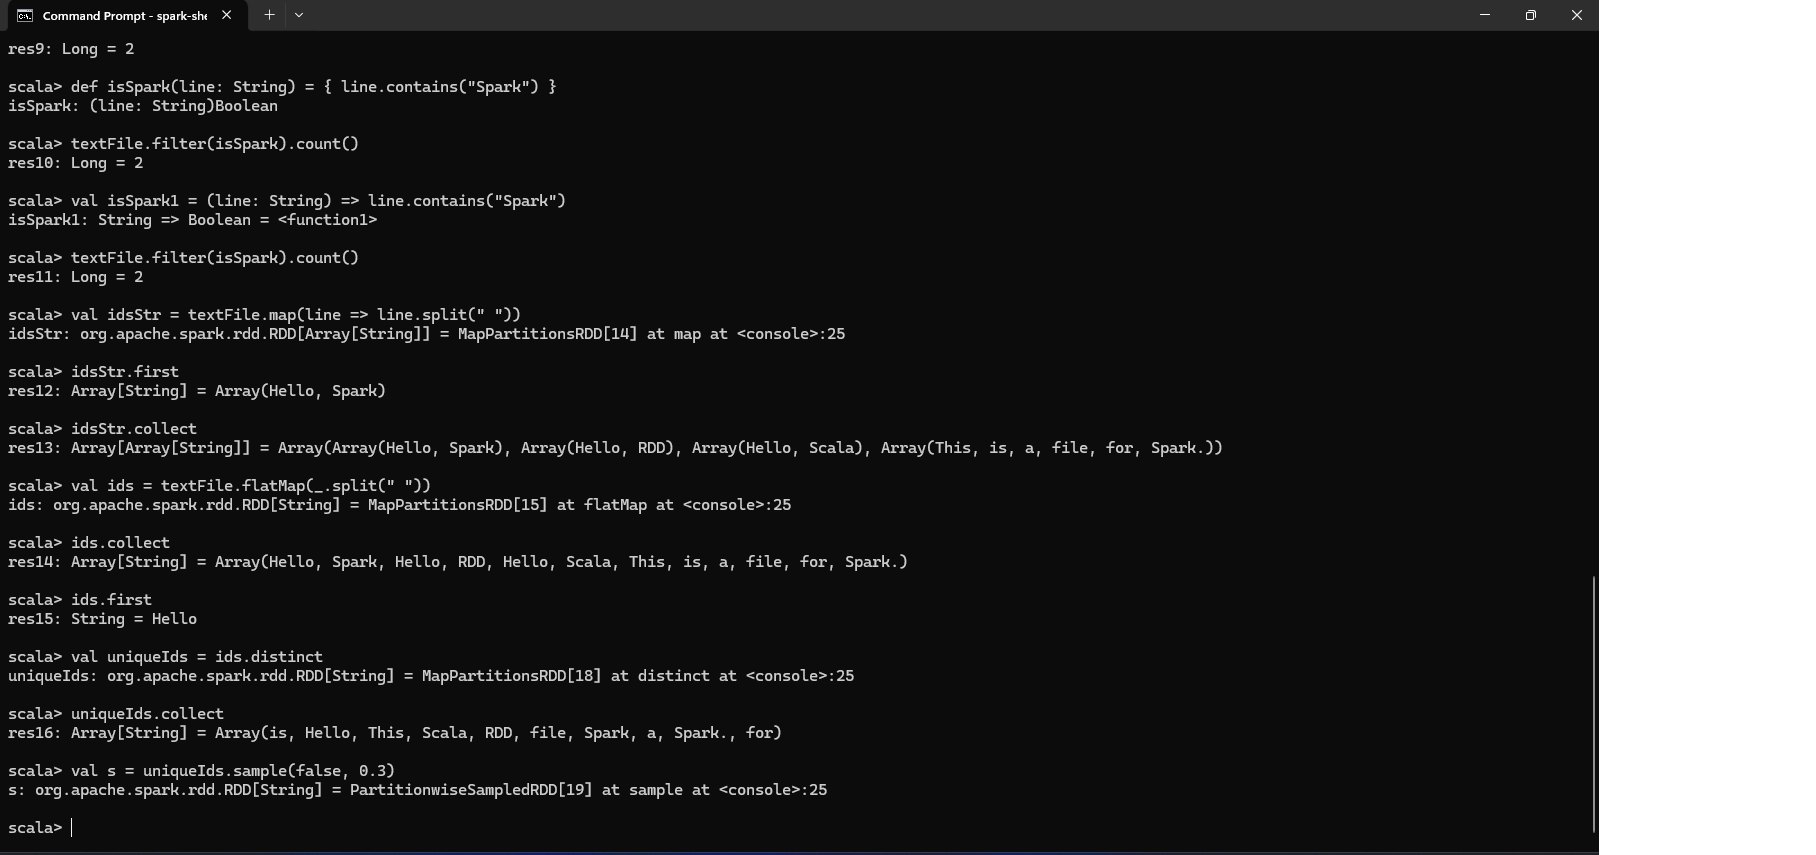 Command Prompt - spark-she
res9: Long = 2
scala> def isSpark(line: String) = { line.contains("Spark") }
isSpark: (line: String)Boolean
scala> textFile.filter(isSpark).count()
res10: Long = 2
scala> val isSpark1 = (line: String) => line.contains("Spark")
isSpark1: String => Boolean = <function1>
scala> textFile.filter(isSpark).count()
res11: Long = 2
scala> val idsStr = textFile.map(line => line.split(" "))
idsStr: org.apache.spark.rdd.RDD[Array[String]] = MapPartitionsRDD[14] at map at <console>:25
scala> idsStr.first
res12: Array[String] = Array(Hello, Spark)
scala> idsStr.collect
res13: Array[Array[String]] = Array(Array(Hello, Spark), Array(Hello, RDD), Array(Hello, Scala), Array(This, is, a, file, for, Spark.))
scala> val ids = textFile.flatMap(_.split(" "))
ids: org.apache.spark.rdd.RDD[String] = MapPartitionsRDD[15] at flatMap at <console>:25
scala> ids.collect
res14: Array[String] = Array(Hello, Spark, Hello, RDD, Hello, Scala, This, is, a, file, for, Spark.)
scala> ids.first
res15: String = Hello
scala> val uniqueIds = ids.distinct
uniqueIds: org.apache.spark.rdd.RDD[String] = MapPartitionsRDD[18] at distinct at <console>:25
scala> uniqueIds.collect
res16: Array[String] = Array(is, Hello, This, Scala, RDD, file, Spark, a, Spark., for)
scala> val s = uniqueIds.sample(false, 0.3)
s: org.apache.spark.rdd.RDD[String] = PartitionwiseSampledRDD[19] at sample at <console>:25
scala>